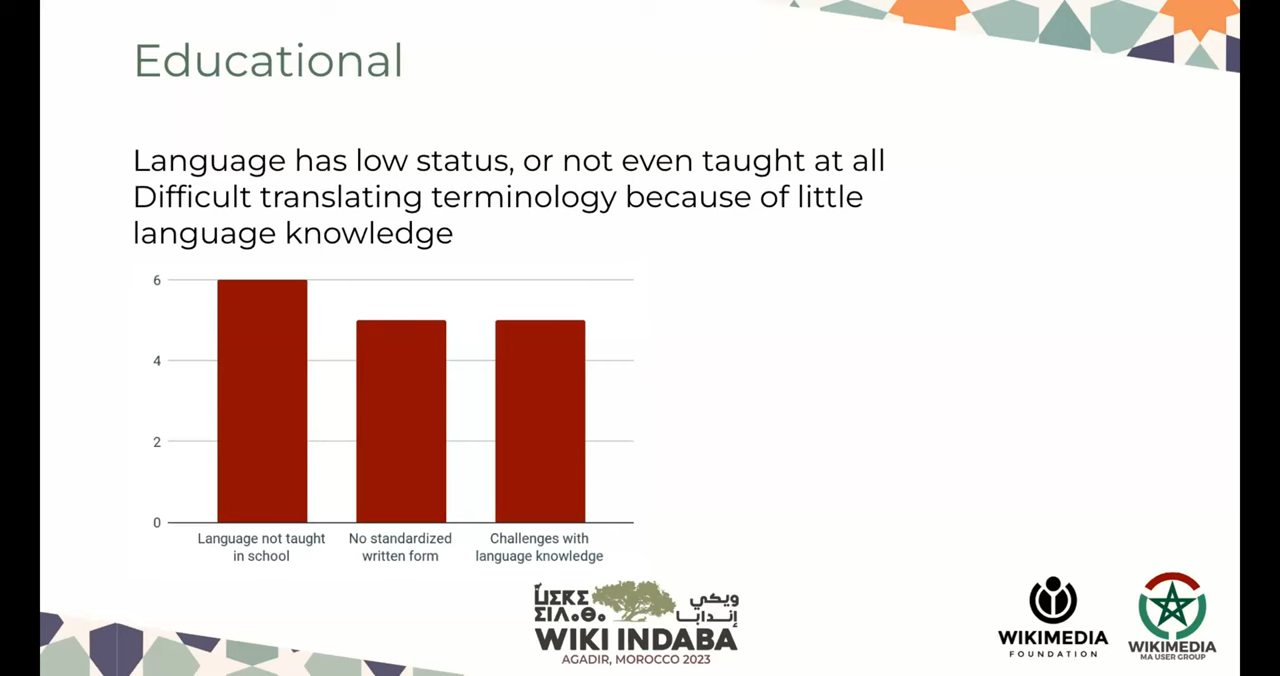 Educational
Language has low status, or not even taught at all
Difficult translating terminology because of little
language knowledge
6
4
2
0
Language not taught
in school
No standardized
written form
Challenges with
language knowledge
ⵡⵉⴽⵉ
ⵉⵏⴷⴰⴱⴰ
ويكي
إندابا
WIKI INDABA
AGADIR, MOROCCO 2023
WIKIMEDIA
FOUNDATION
WIKIMEDIA
MA USER GROUP